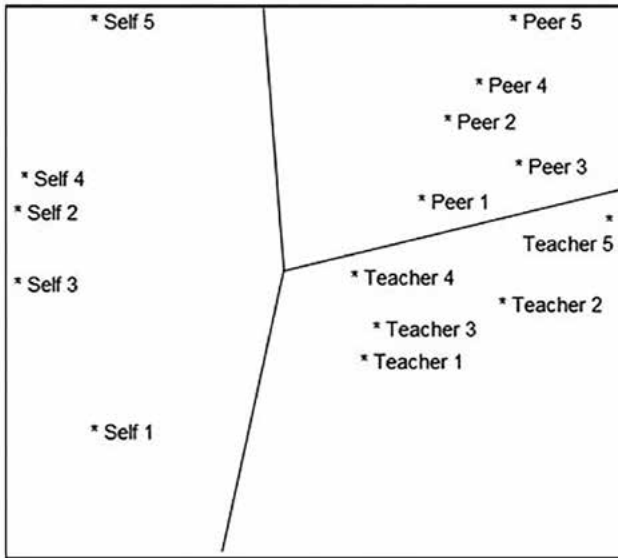 * Self 5
* Peer 5
* Peer 4
* Peer 2
* Peer 3
* Self 4
* Peer 1
* Self 2
*
Teacher 5
* Teacher 4
* Self 3
* Teacher 2
* Teacher 3
* Teacher 1
* Self 1